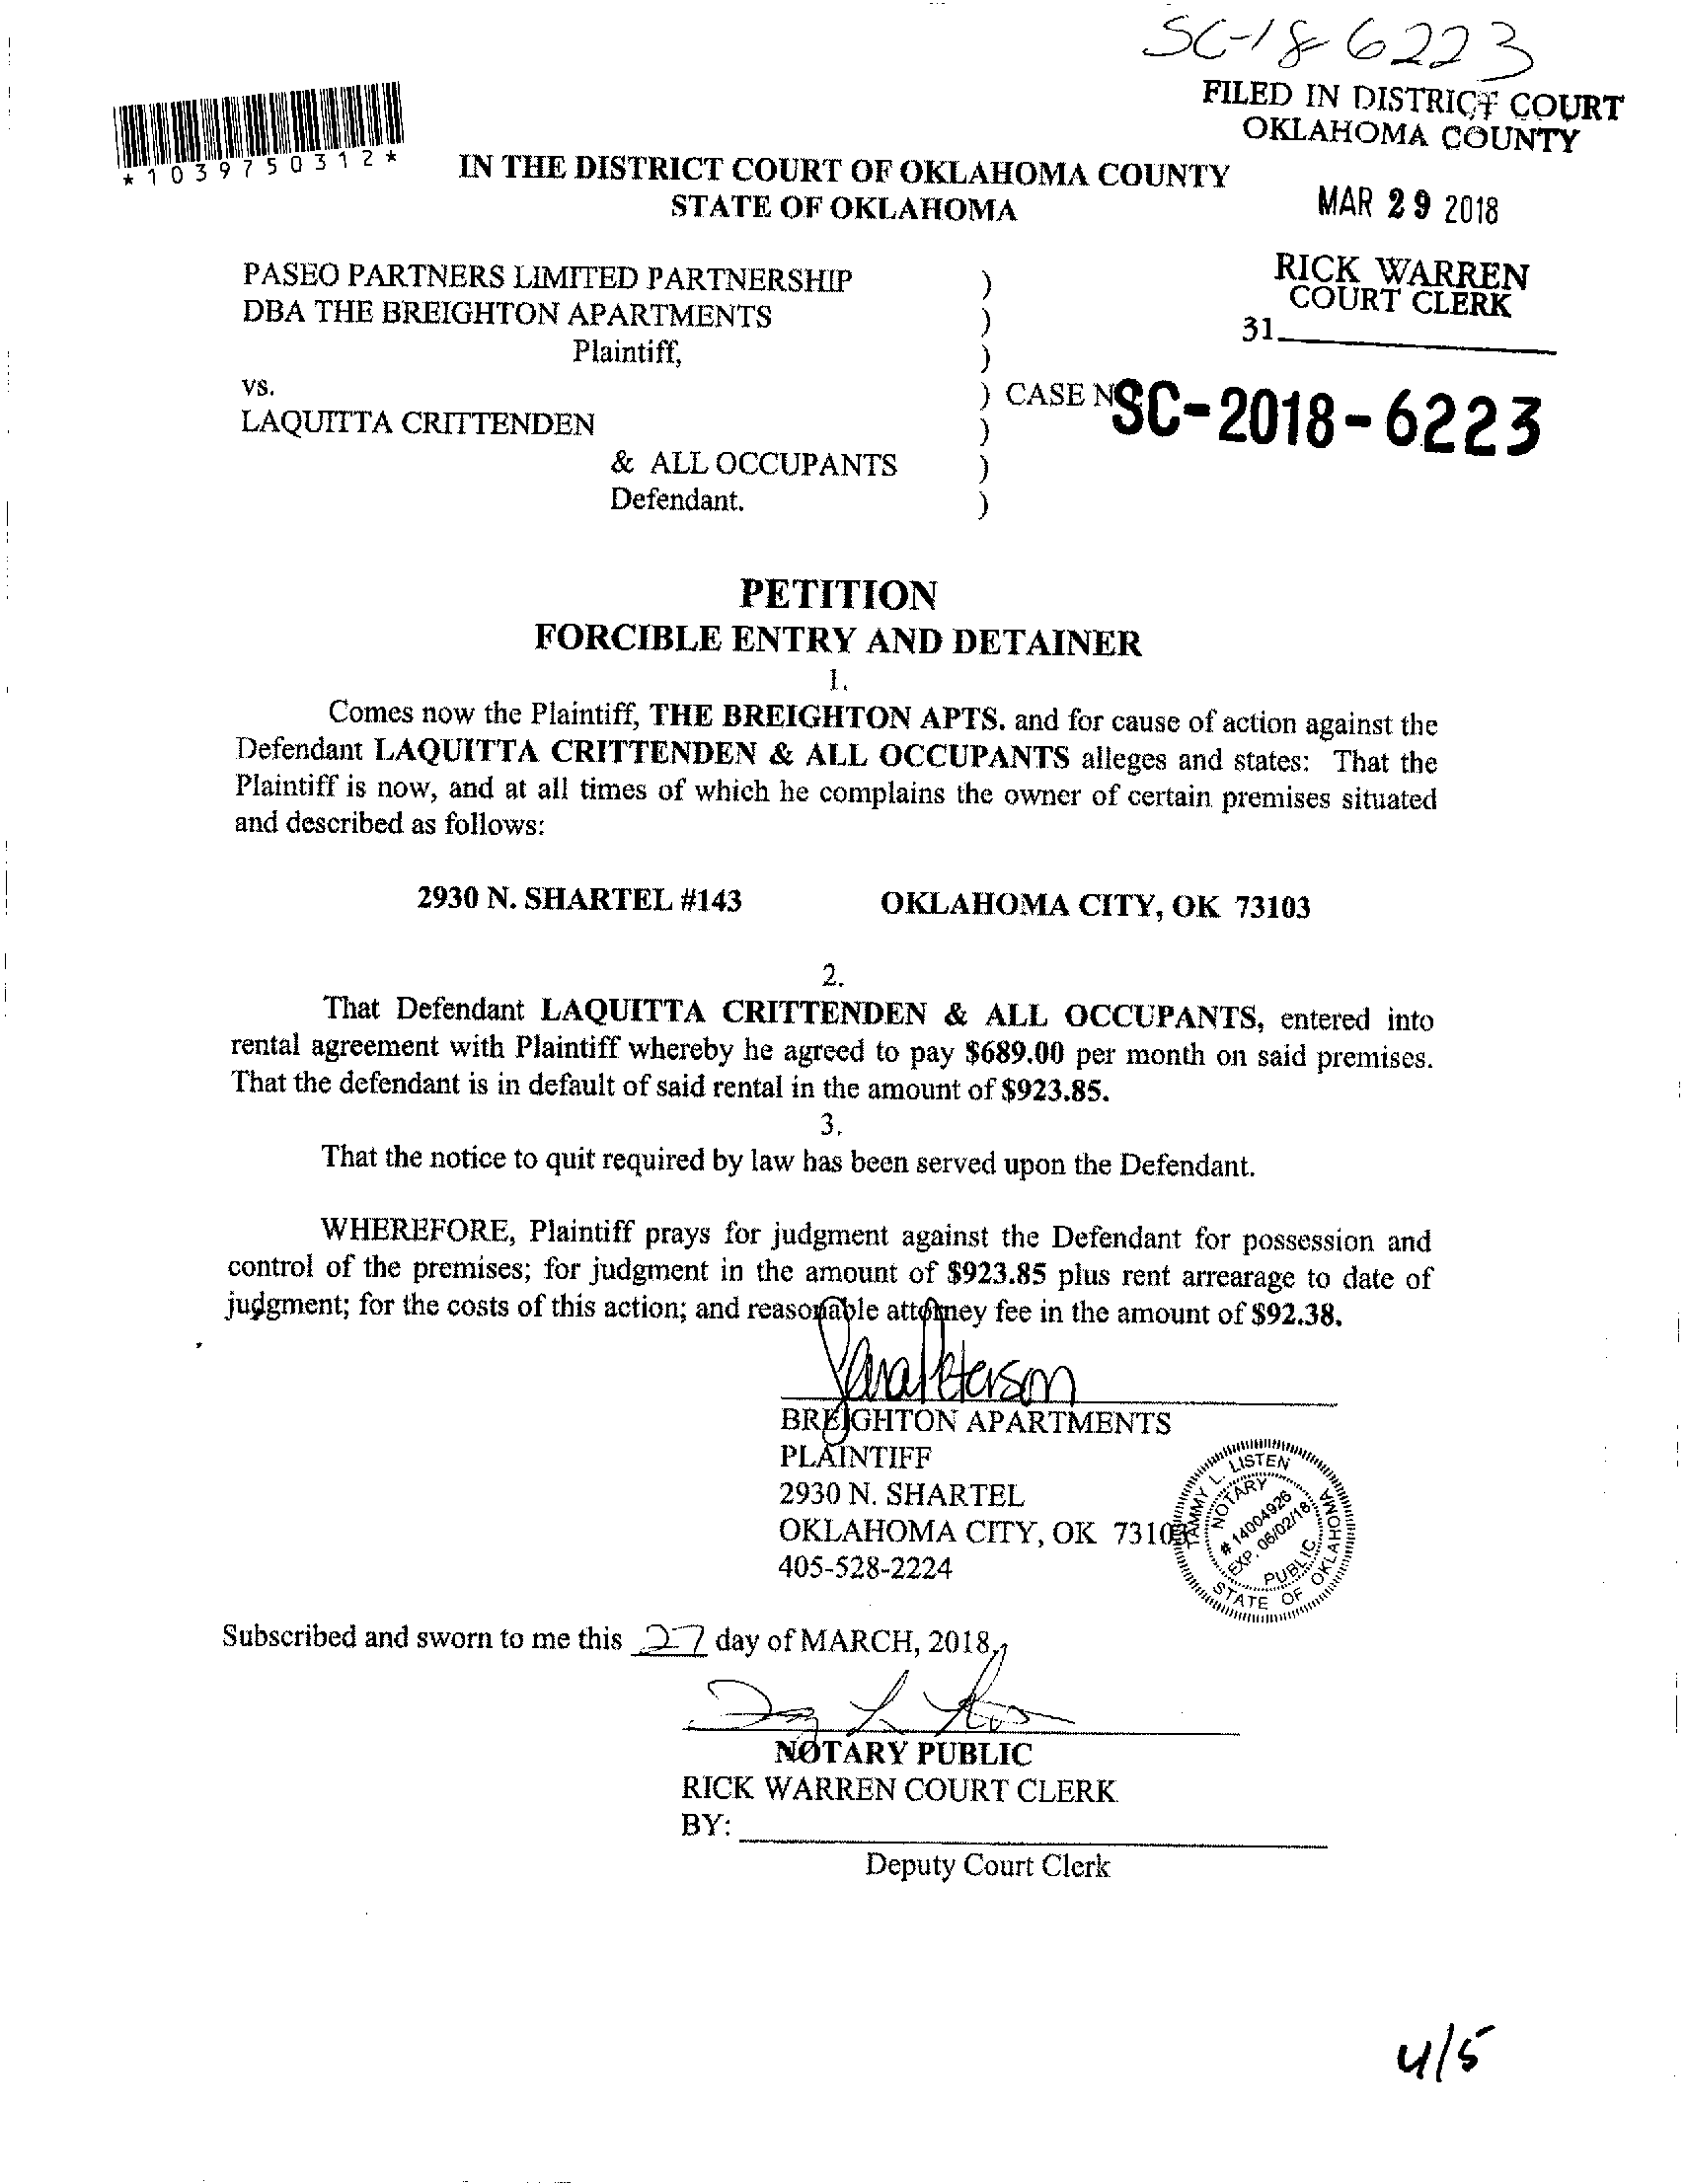 SC-18-6223
FILED IN DISTRICT COURT
OKLAHOMA COUNTY
*1039750312*
IN THE DISTRICT COURT OF OKLAHOMA COUNTY
STATE OF OKLAHOMA
MAR 29 2018
RICK WARREN
COURT CLERK
31
PASEO PARTNERS LIMITED PARTNERSHIP )
DBA THE BREIGHTON APARTMENTS )
Plaintiff, )
vs. ) CASE N SC-2018-6223
LAQUITTA CRITTENDEN )
& ALL OCCUPANTS )
Defendant. )
PETITION
FORCIBLE ENTRY AND DETAINER
1.
Comes now the Plaintiff, THE BREIGHTON APTS. and for cause of action against the
Defendant LAQUITTA CRITTENDEN & ALL OCCUPANTS alleges and states: That the
Plaintiff is now, and at all times of which he complains the owner of certain premises situated
and described as follows:
2930 N. SHARTEL #143 OKLAHOMA CITY, OK 73103
2.
That Defendant LAQUITTA CRITTENDEN & ALL OCCUPANTS, entered into
rental agreement with Plaintiff whereby he agreed to pay $689.00 per month on said premises.
That the defendant is in default of said rental in the amount of $923.85.
3.
That the notice to quit required by law has been served upon the Defendant.
WHEREFORE, Plaintiff prays for judgment against the Defendant for possession and
control of the premises; for judgment in the amount of $923.85 plus rent arrearage to date of
judgment; for the costs of this action; and reasonable attorney fee in the amount of $92.38.
Sara Peterson
BREIGHTON APARTMENTS
PLAINTIFF
2930 N. SHARTEL
OKLAHOMA CITY, OK 73103
405-528-2224
TAMMY L. LISTEN
NOTARY
# 14004926
EXP. 06/02/18
PUBLIC
STATE OF OKLAHOMA
Subscribed and sworn to me this 27 day of MARCH, 2018,
NOTARY PUBLIC
RICK WARREN COURT CLERK
BY:
Deputy Court Clerk
4/5